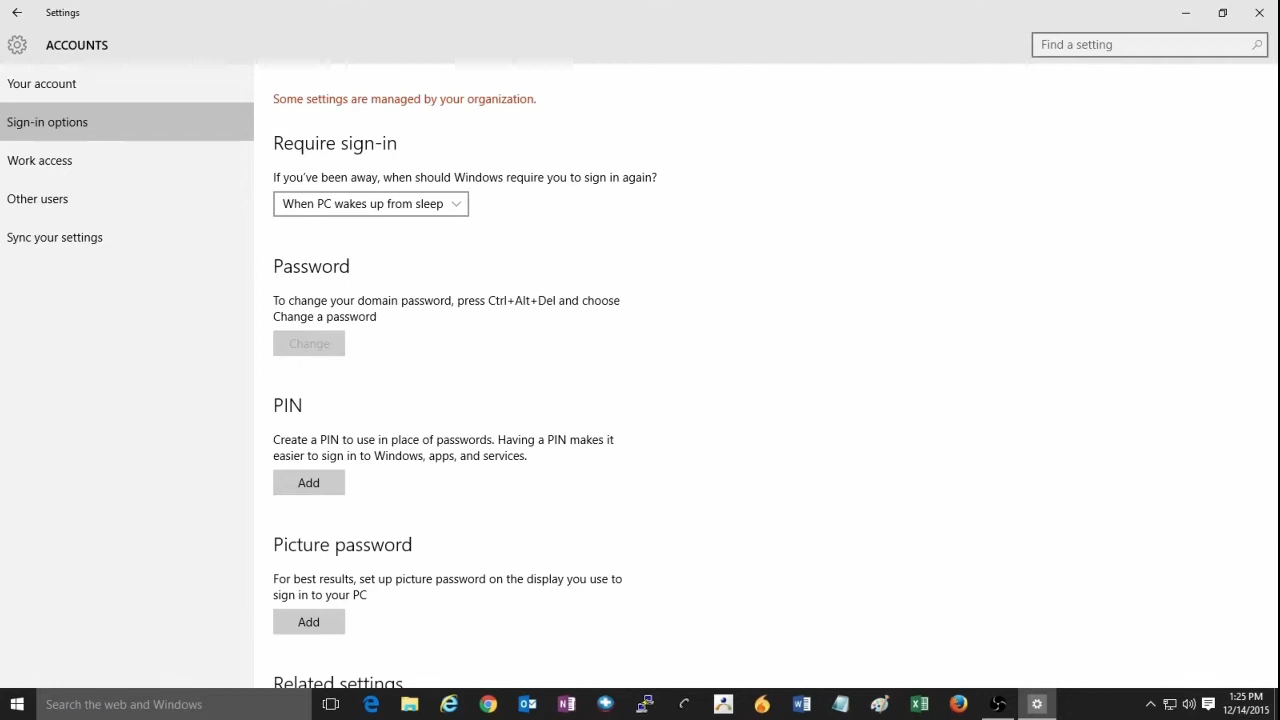 Settings
ACCOUNTS
Find a setting
Your account
Sign-in options
Work access
Other users
Sync your settings
Some settings are managed by your organization.
Require sign-in
If you've been away, when should Windows require you to sign in again?
When PC wakes up from sleep
Password
To change your domain password, press Ctrl+Alt+Del and choose
Change a password
Change
PIN
Create a PIN to use in place of passwords. Having a PIN makes it
easier to sign in to Windows, apps, and services.
Add
Picture password
For best results, set up picture password on the display you use to
sign in to your PC
Add
Related settings
Search the web and Windows
1:25 PM
12/14/2015